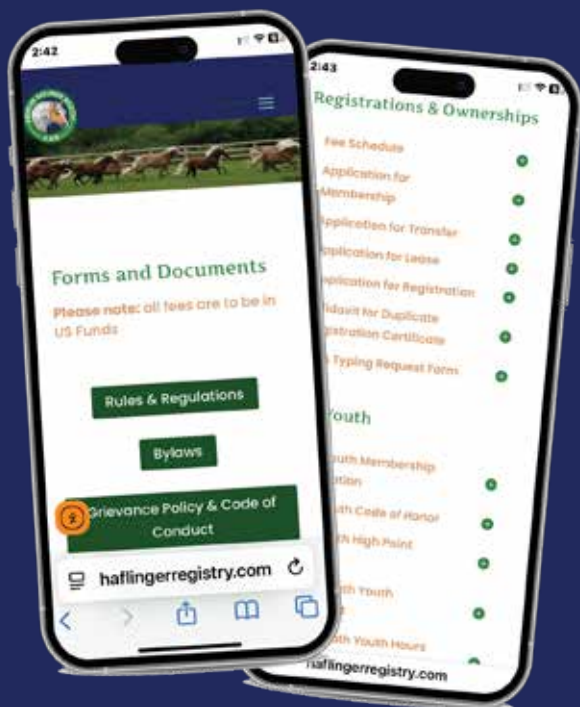 2:42
Forms and Documents
Please note: all fees are to be in
US Funds
Rules & Regulations
Bylaws
Grievance Policy & Code of
Conduct
haflingerregistry.com
2:43
Registrations & Ownerships
Fee Schedule
Application for
Membership
Application for Transfer
Application for Lease
Application for Registration
Duplicate
Certificate
Typing Request Form
Youth
Youth Membership
Youth Code of Honor
High Point
Youth
Youth Hours
haflingerregistry.com